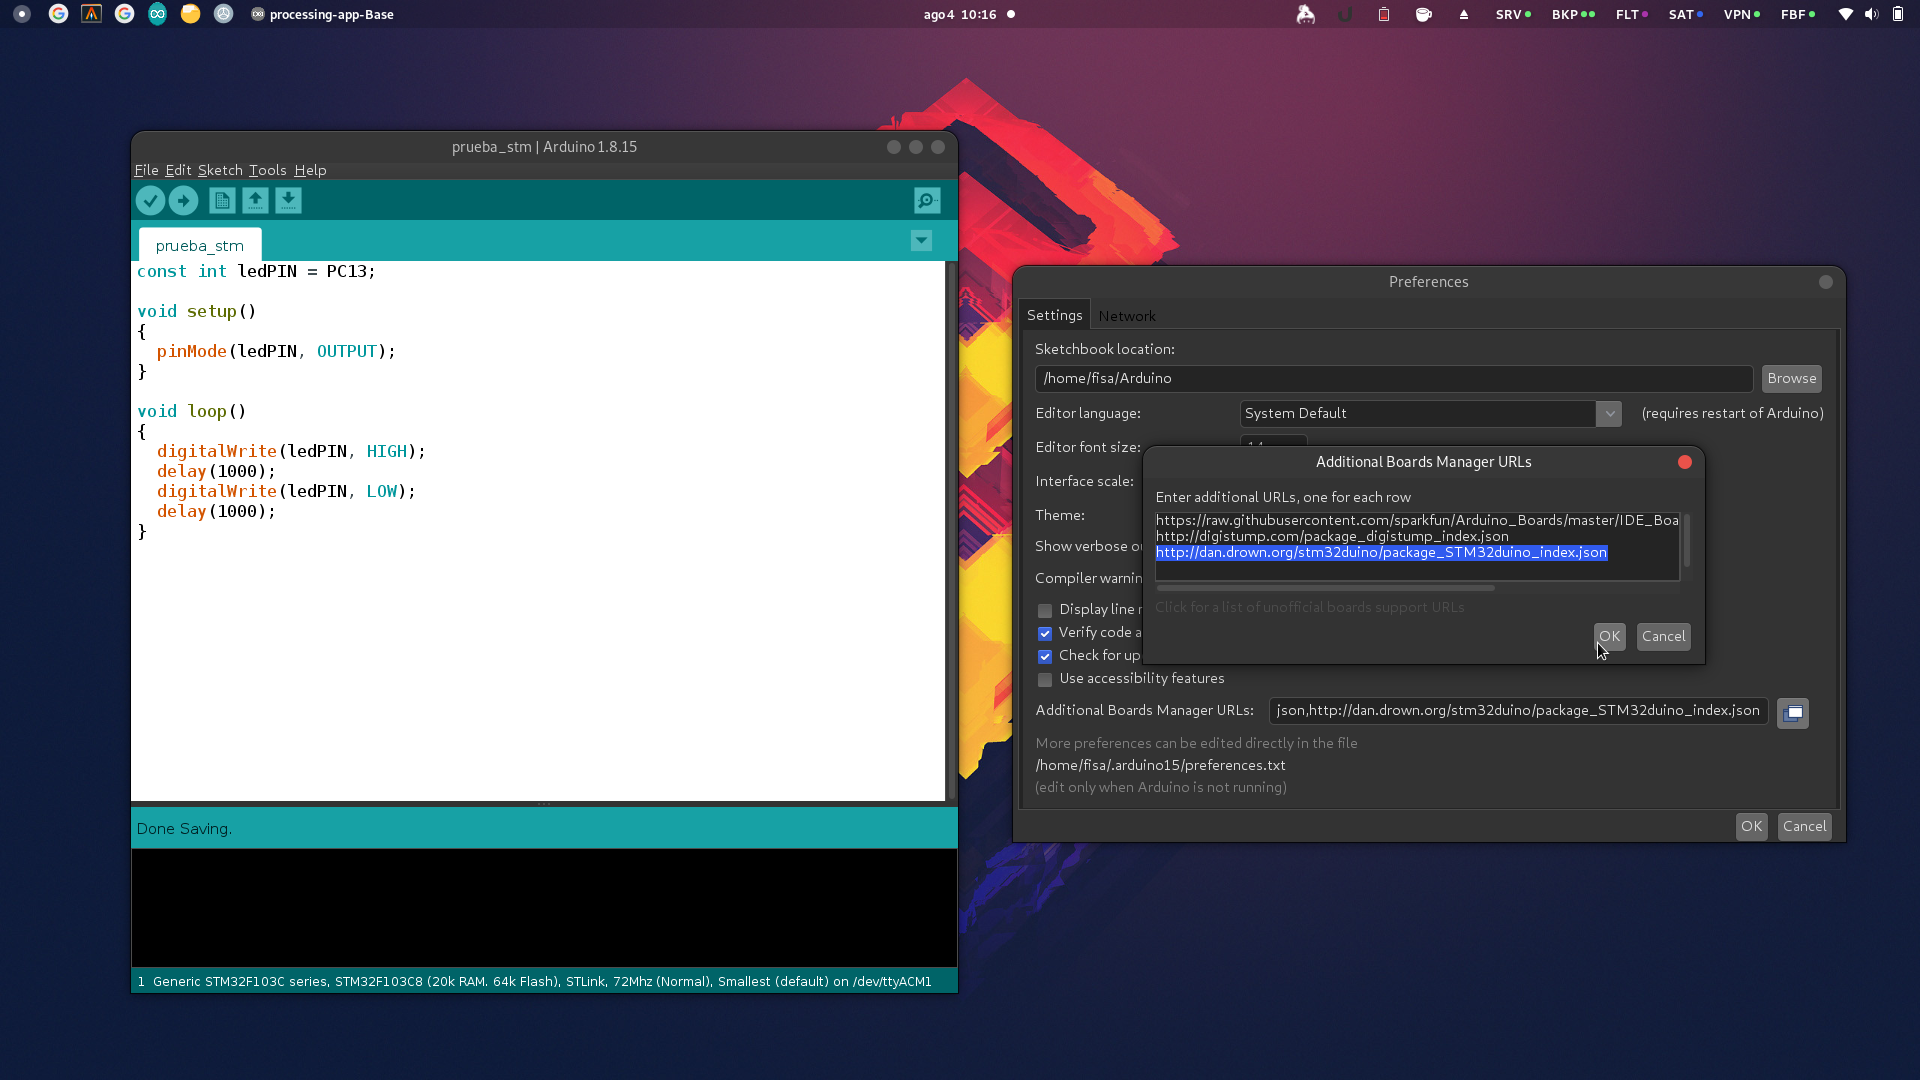 processing-app-Base
ago 4 10:16
SRV BKP FLT SAT VPN FBF
prueba_stm | Arduino 1.8.15
File Edit Sketch Tools Help
prueba_stm
const int ledPIN = PC13;
void setup()
{
pinMode(ledPIN, OUTPUT);
}
void loop()
{
digitalWrite(ledPIN, HIGH);
delay(1000);
digitalWrite(ledPIN, LOW);
delay(1000);
}
Done Saving.
1 Generic STM32F103C series, STM32F103C8 (20k RAM. 64k Flash), STLink, 72Mhz (Normal), Smallest (default) on /dev/ttyACM1
Preferences
Settings Network
Sketchbook location:
/home/fisa/Arduino Browse
Editor language: System Default (requires restart of Arduino)
Editor font size:
Interface scale:
Theme:
Show verbose
Compiler
Display line
Verify code
Check for
Use accessibility features
Additional Boards Manager URLs: json,http://dan.drown.org/stm32duino/package_STM32duino_index.json
More preferences can be edited directly in the file
/home/fisa/.arduino15/preferences.txt
(edit only when Arduino is not running)
OK Cancel
Additional Boards Manager URLs
Enter additional URLs, one for each row
https://raw.githubusercontent.com/sparkfun/Arduino_Boards/master/IDE_Boa
http://digistump.com/package_digistump_index.json
http://dan.drown.org/stm32duino/package_STM32duino_index.json
Click for a list of unofficial boards support URLs
OK Cancel